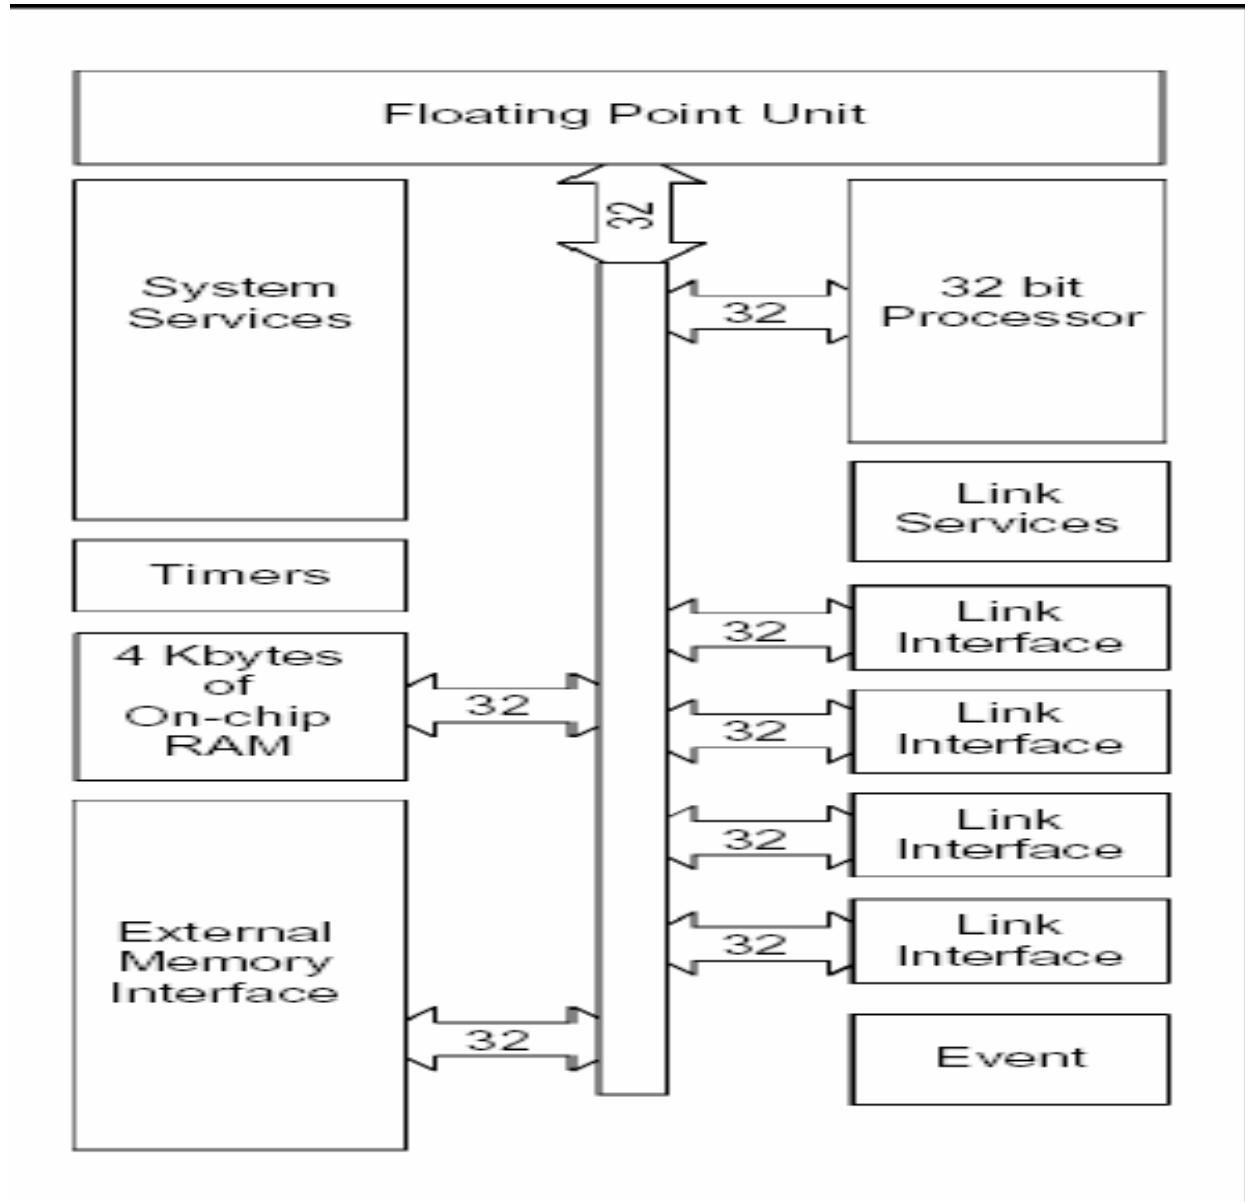 Floating Point Unit
32
System
Services
32
32 bit
Processor
Link
Services
Timers
32
Link
Interface
4 Kbytes
of
On-chip
RAM
32
32
Link
Interface
32
Link
Interface
External
Memory
Interface
32
32
Link
Interface
Event